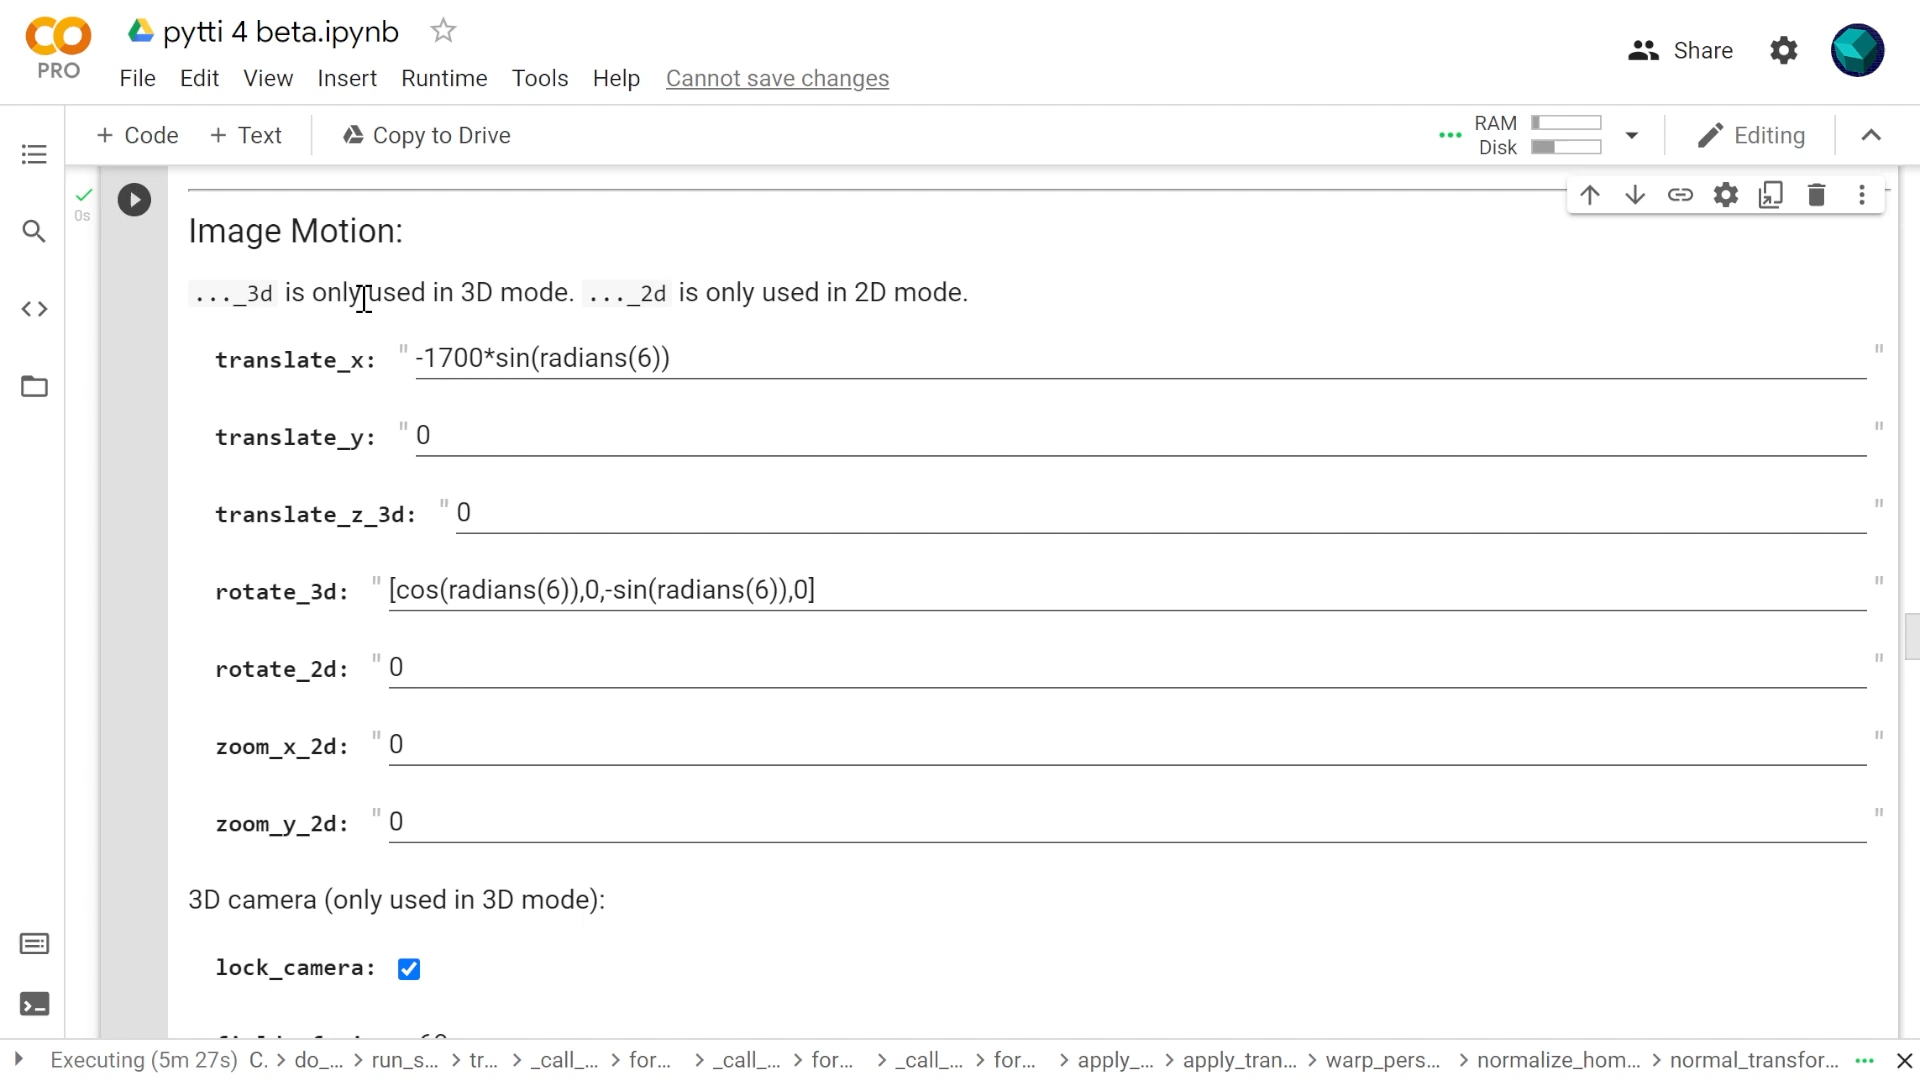 pytti 4 beta.ipynb
PRO
File Edit View Insert Runtime Tools Help Cannot save changes
Share
+ Code + Text Copy to Drive
RAM
Disk
Editing
0s
Image Motion:
..._3d is only used in 3D mode. ..._2d is only used in 2D mode.
translate_x: "-1700*sin(radians(6))"
translate_y: "0"
translate_z_3d: "0"
rotate_3d: "[cos(radians(6)),0,-sin(radians(6)),0]"
rotate_2d: "0"
zoom_x_2d: "0"
zoom_y_2d: "0"
3D camera (only used in 3D mode):
lock_camera:
Executing (5m 27s) C. > do_... > run_s... > tr... > _call_... > for... > _call_... > for... > _call_... > for... > apply_... > apply_tran... > warp_pers... > normalize_hom... > normal_transfor...